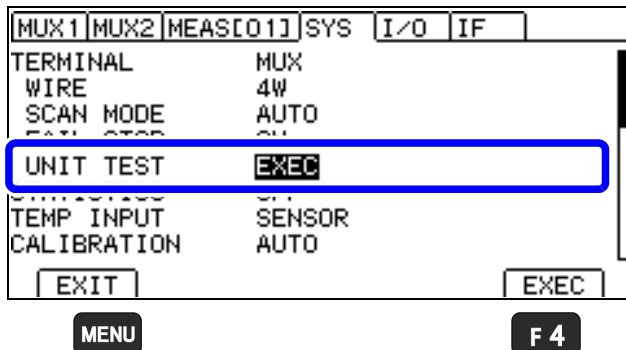 MUX1 MUX2 MEAS[01] SYS I/O IF
TERMINAL MUX
WIRE 4W
SCAN MODE AUTO
UNIT TEST EXEC
TEMP INPUT SENSOR
CALIBRATION AUTO
EXIT EXEC
MENU F4